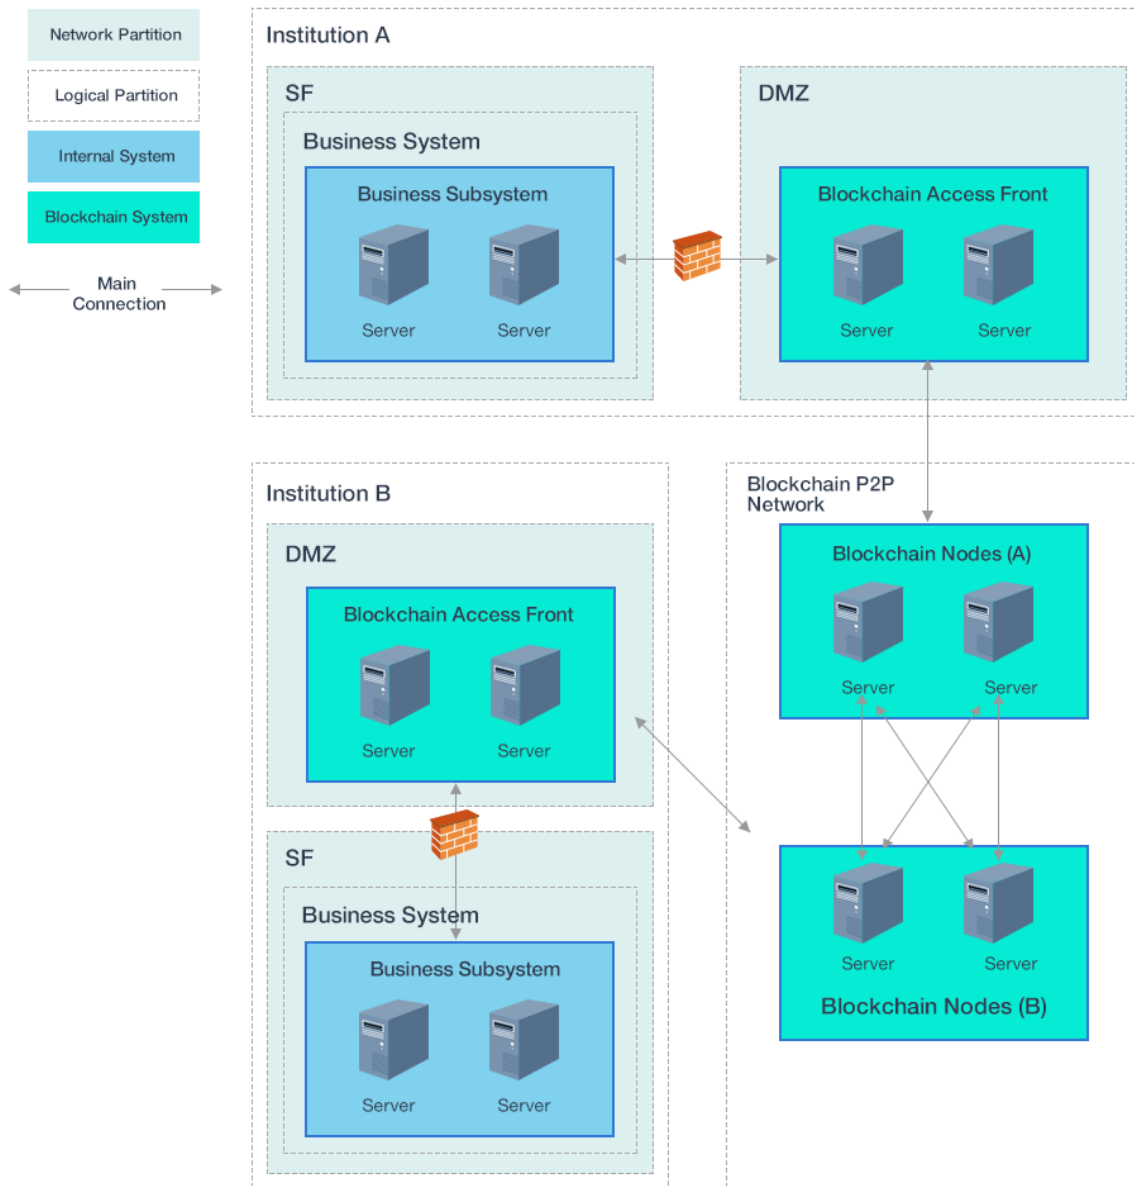 Network Partition
Logical Partition
Internal System
Blockchain System
Main
Connection
Institution A
SF
Business System
Business Subsystem
Server
Server
DMZ
Blockchain Access Front
Server
Server
Institution B
DMZ
Blockchain Access Front
Server
Server
SF
Business System
Business Subsystem
Server
Server
Blockchain P2P
Network
Blockchain Nodes (A)
Server
Server
Server
Server
Blockchain Nodes (B)